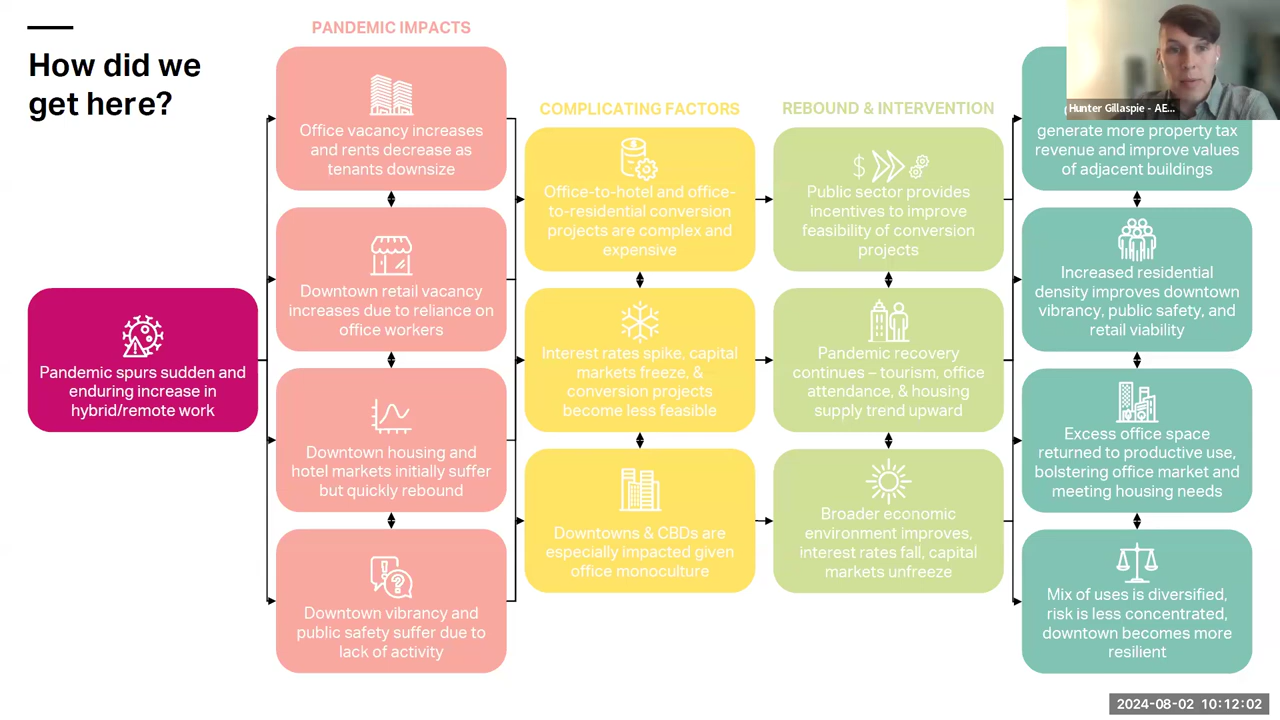 How did we
get here?
Pandemic spurs sudden and
enduring increase in
hybrid/remote work
PANDEMIC IMPACTS
Office vacancy increases
and rents decrease as
tenants downsize
Downtown retail vacancy
increases due to reliance on
office workers
Downtown housing and
hotel markets initially suffer
but quickly rebound
Downtown vibrancy and
public safety suffer due to
lack of activity
COMPLICATING FACTORS
Office-to-hotel and office-
to-residential conversion
projects are complex and
expensive
Interest rates spike, capital
markets freeze, &
conversion projects
become less feasible
Downtowns & CBDs are
especially impacted given
office monoculture
REBOUND & INTERVENTION
Public sector provides
incentives to improve
feasibility of conversion
projects
Pandemic recovery
continues – tourism, office
attendance, & housing
supply trend upward
Broader economic
environment improves,
interest rates fall, capital
markets unfreeze
Hunter Gillaspie - AE...
generate more property tax
revenue and improve values
of adjacent buildings
Increased residential
density improves downtown
vibrancy, public safety, and
retail viability
Excess office space
returned to productive use,
bolstering office market and
meeting housing needs
Mix of uses is diversified,
risk is less concentrated,
downtown becomes more
resilient
2024-08-02 10:12:02